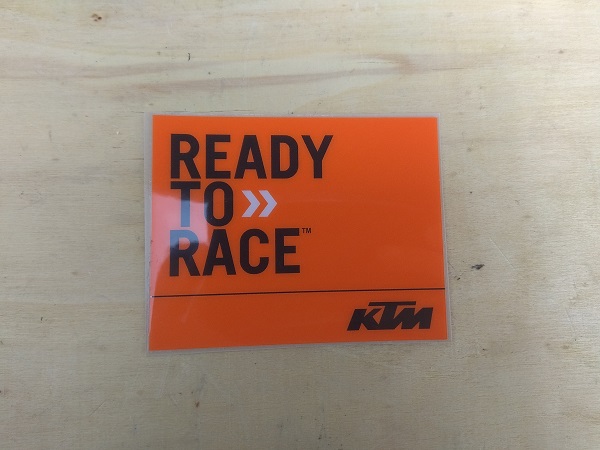 READY
TO »
RACE™
KTM